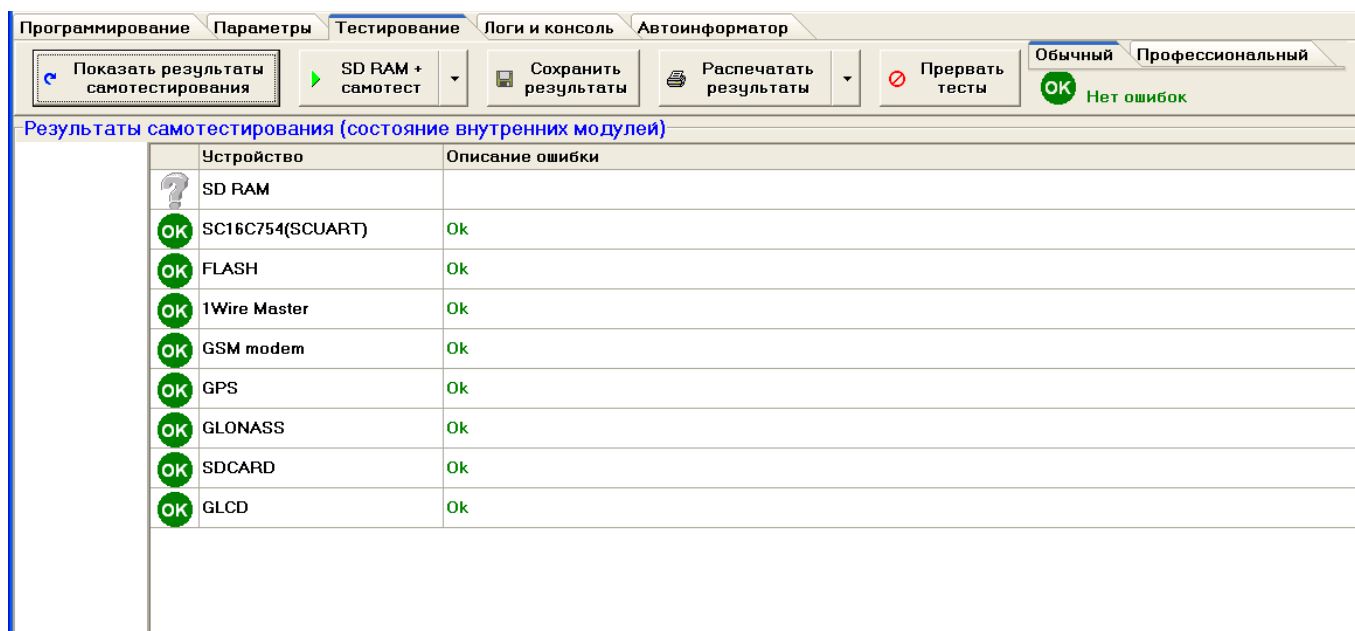 Программирование Параметры Тестирование Логи и консоль Автоинформатор
Показать результаты самотестирования
SD RAM + самотест
Сохранить результаты
Распечатать результаты
Прервать тесты
Обычный Профессиональный
OK Нет ошибок
Результаты самотестирования (состояние внутренних модулей)
Устройство Описание ошибки
SD RAM
OK SC16C754(SCUART) Ok
OK FLASH Ok
OK 1Wire Master Ok
OK GSM modem Ok
OK GPS Ok
OK GLONASS Ok
OK SDCARD Ok
OK GLCD Ok